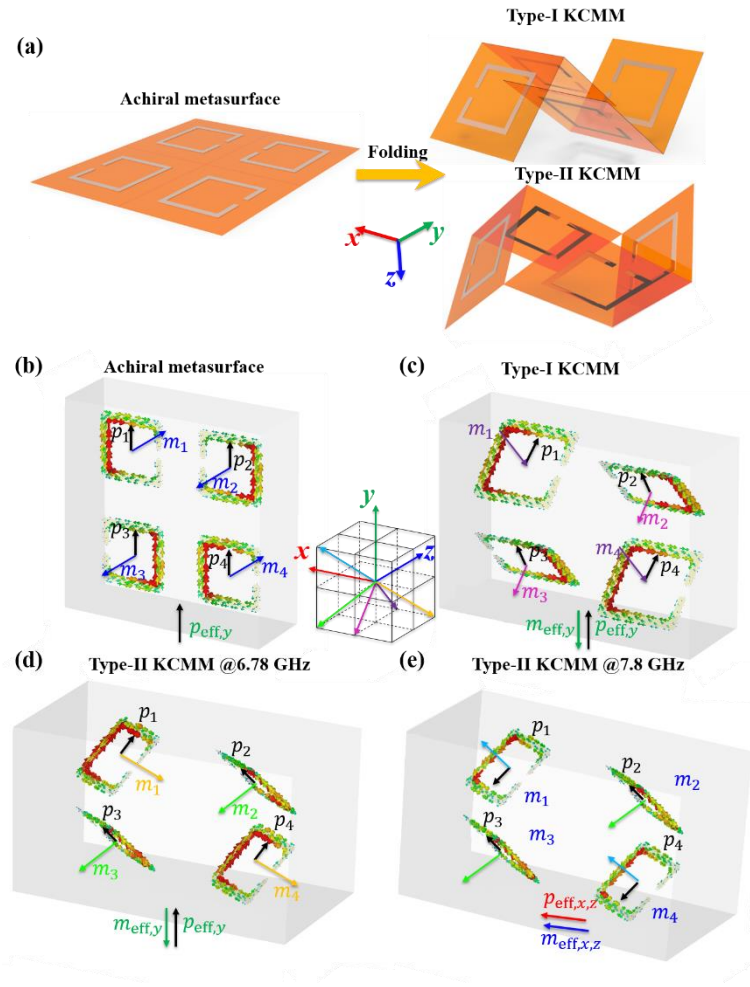 (a)
Type-I KCMM
Achiral metasurface
Folding
Type-II KCMM
x
y
z
(b)
Achiral metasurface
(c)
Type-I KCMM
p1
m1
p2
m2
p3
m3
p4
m4
peff,y
y
x
z
m1
p1
p2
m2
p3
m3
m4
p4
meff,y
peff,y
(d)
Type-II KCMM @6.78 GHz
(e)
Type-II KCMM @7.8 GHz
p1
m1
p2
m2
p3
m3
p4
m4
meff,y
peff,y
p1
m1
p2
m2
p3
m3
p4
m4
peff,x,z
meff,x,z